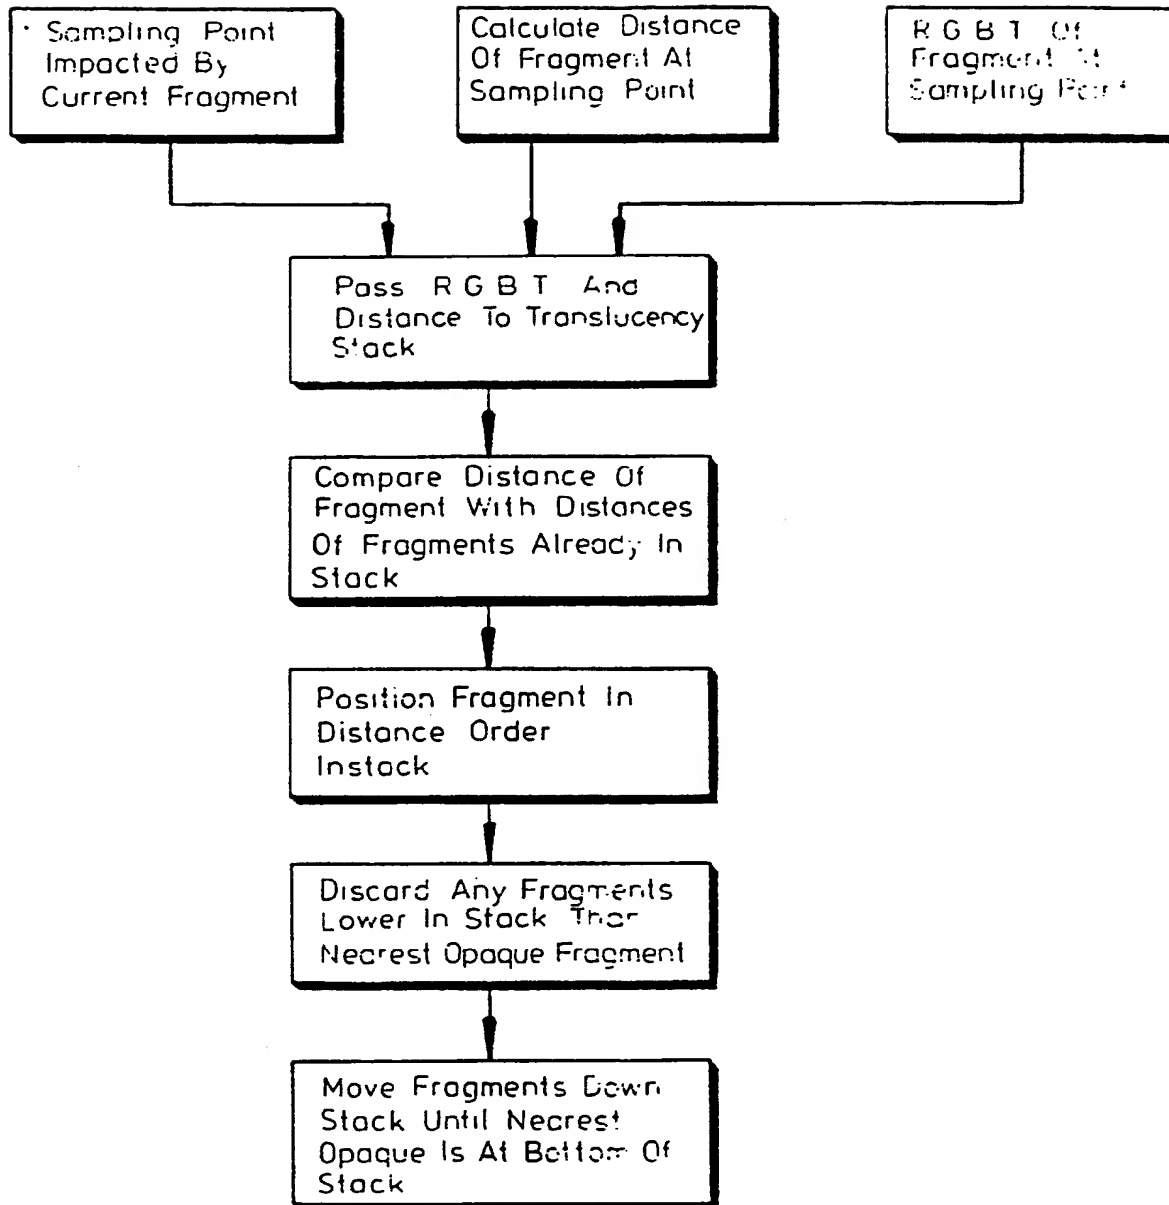 Sampling Point
Impacted By
Current Fragment
Calculate Distance
Of Fragment At
Sampling Point
R G B T Of
Fragment At
Sampling Point
Pass R G B T And
Distance To Translucency
Stack
Compare Distance Of
Fragment With Distances
Of Fragments Already In
Stack
Position Fragment In
Distance Order
Instack
Discard Any Fragments
Lower In Stack Than
Nearest Opaque Fragment
Move Fragments Down
Stack Until Nearest
Opaque Is At Bottom Of
Stack